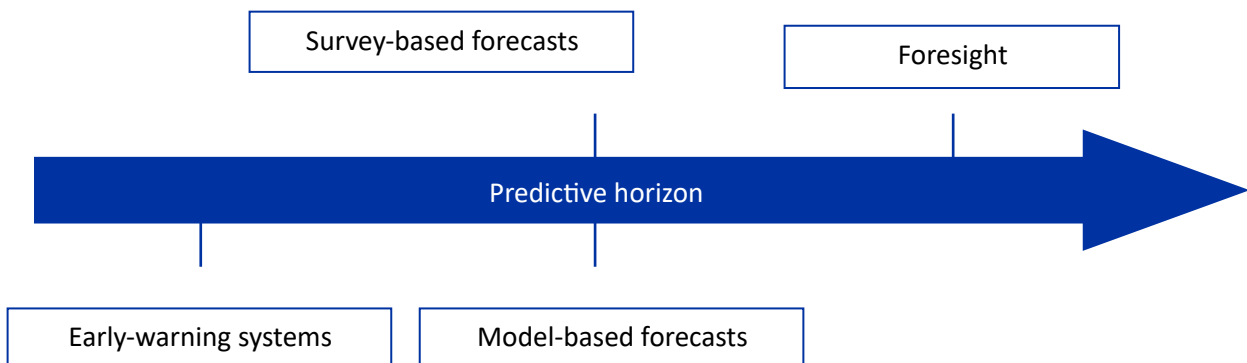 Survey-based forecasts
Foresight
Predictive horizon
Early-warning systems
Model-based forecasts